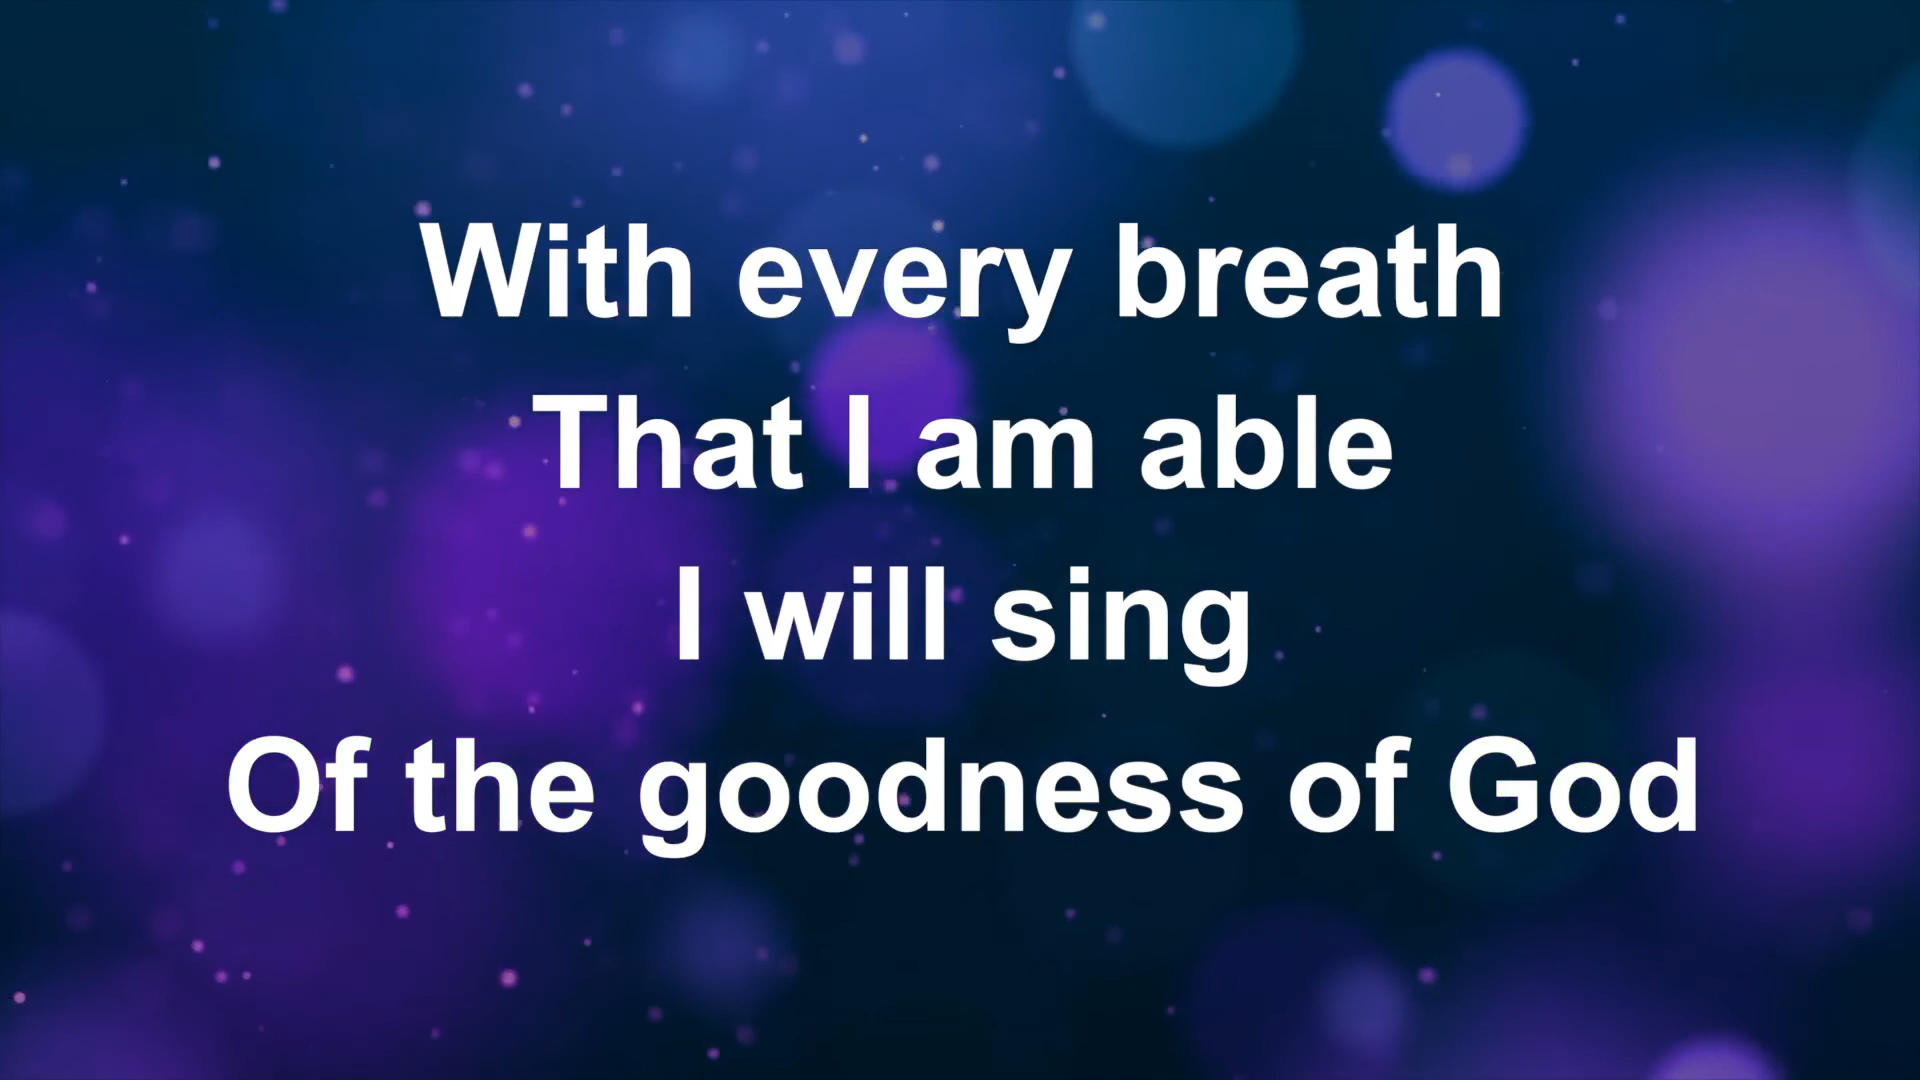 With every breath
That I am able
I will sing
Of the goodness of God